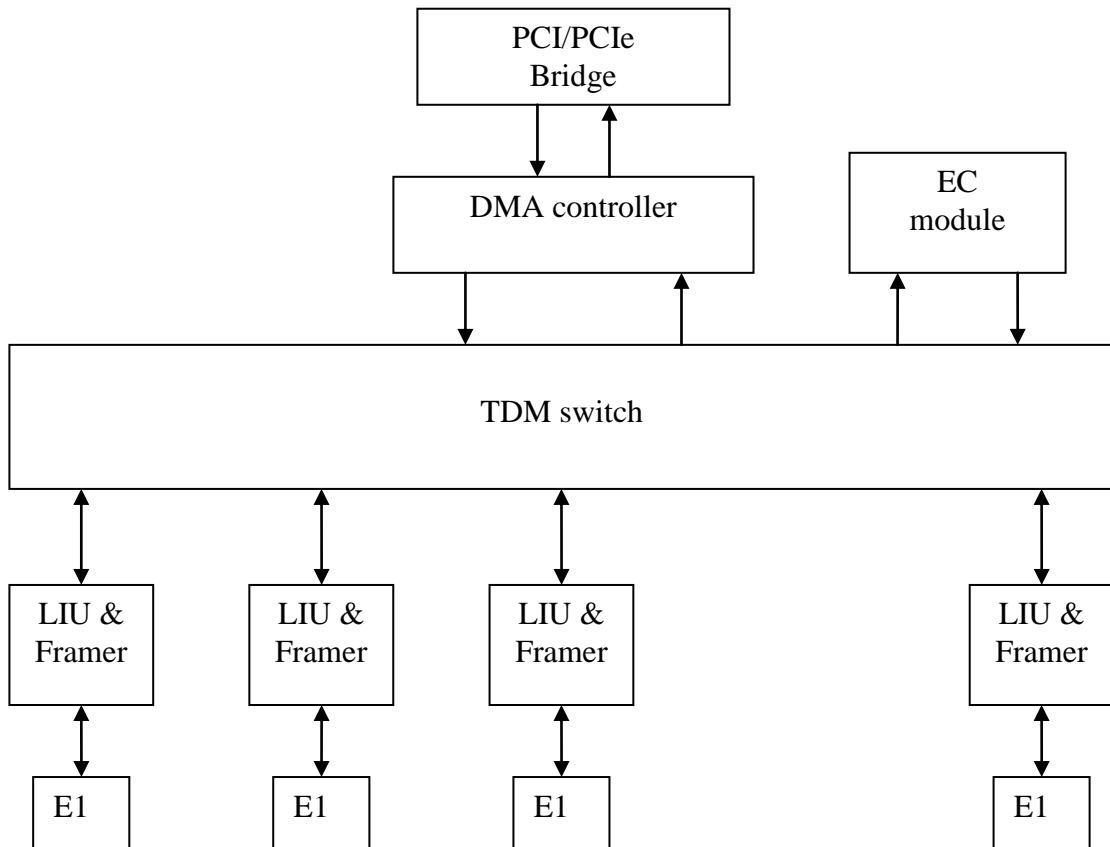 PCI/PCIe
Bridge
DMA controller
EC
module
TDM switch
LIU &
Framer
LIU &
Framer
LIU &
Framer
LIU &
Framer
E1
E1
E1
E1